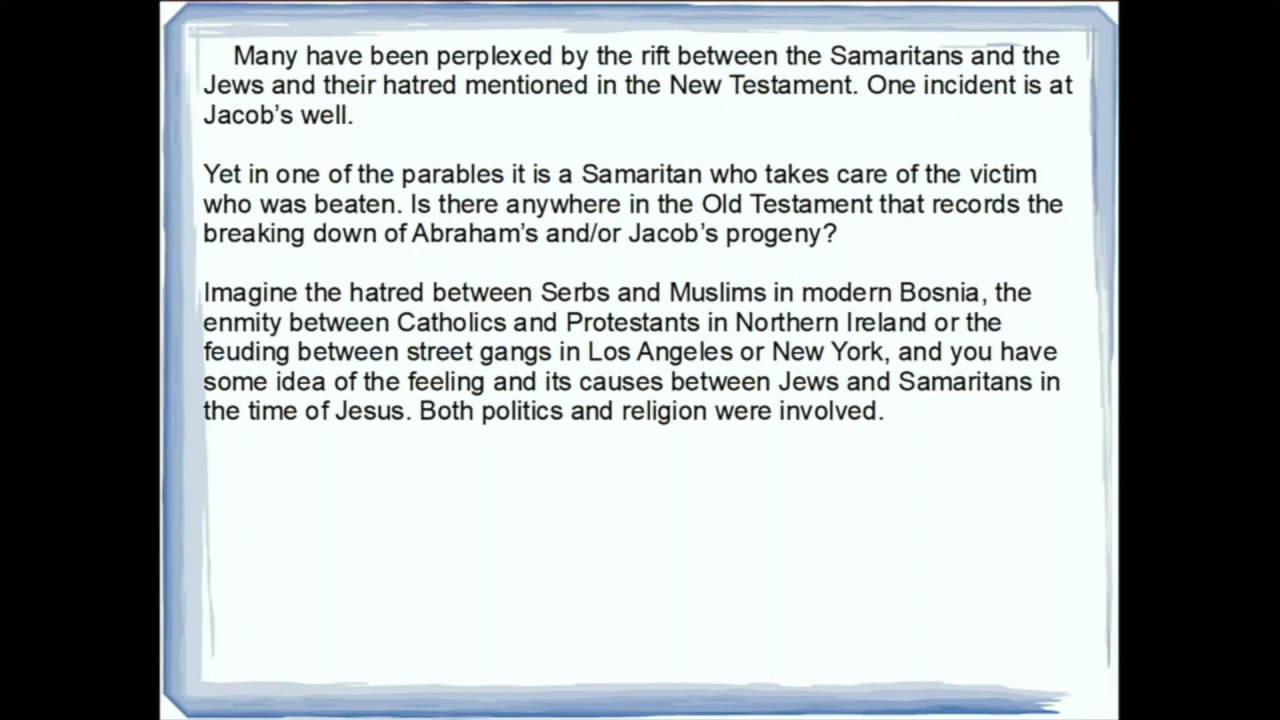 Many have been perplexed by the rift between the Samaritans and the
Jews and their hatred mentioned in the New Testament. One incident is at
Jacob’s well.
Yet in one of the parables it is a Samaritan who takes care of the victim
who was beaten. Is there anywhere in the Old Testament that records the
breaking down of Abraham’s and/or Jacob’s progeny?
Imagine the hatred between Serbs and Muslims in modern Bosnia, the
enmity between Catholics and Protestants in Northern Ireland or the
feuding between street gangs in Los Angeles or New York, and you have
some idea of the feeling and its causes between Jews and Samaritans in
the time of Jesus. Both politics and religion were involved.